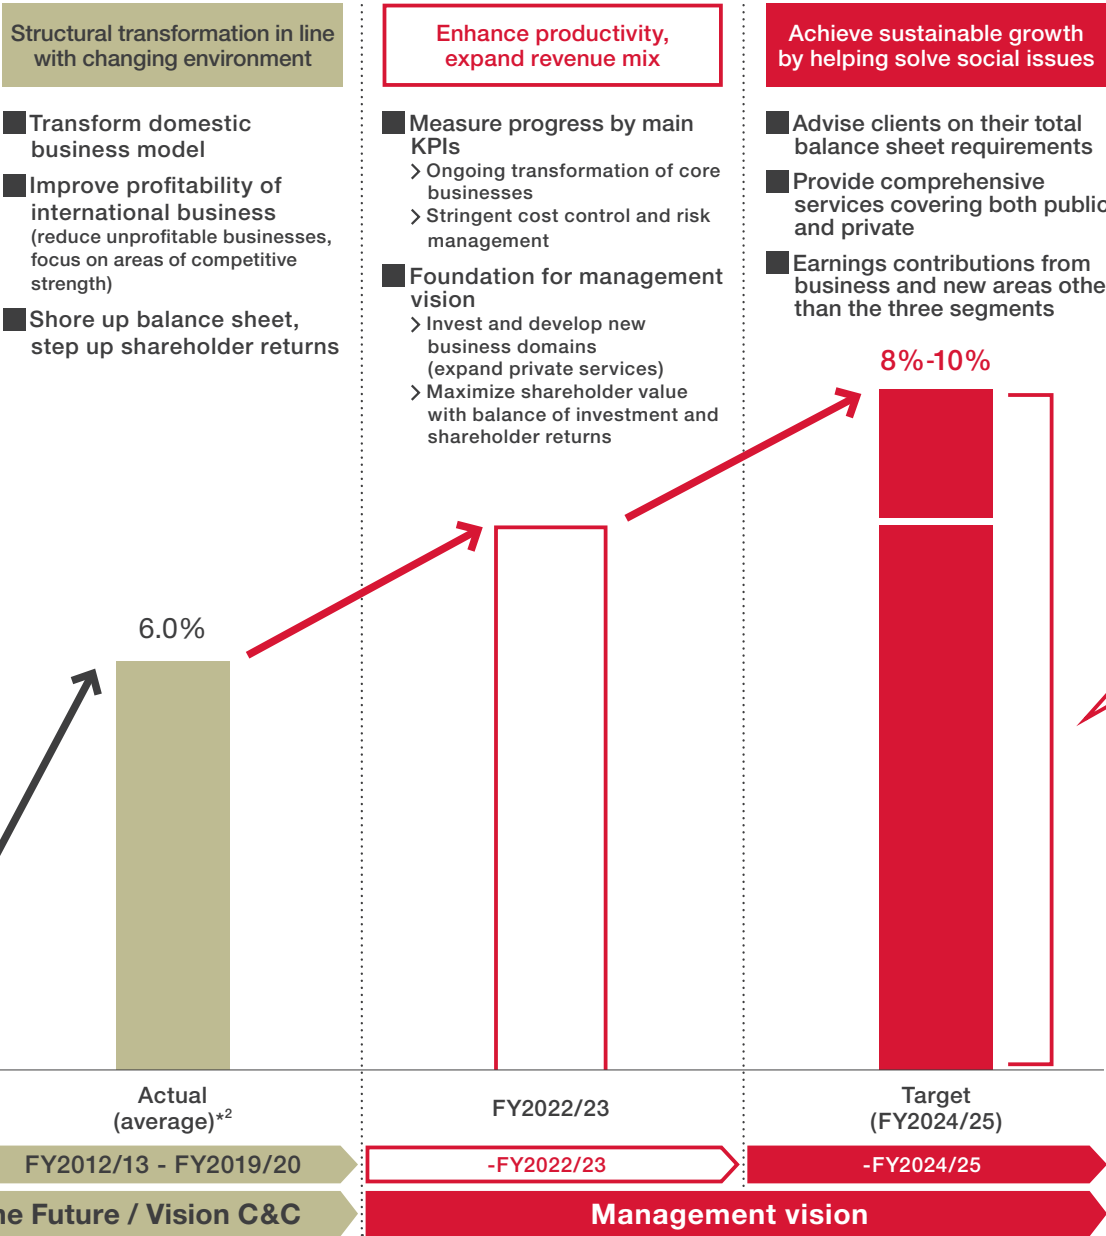 Structural transformation in line
with changing environment
Transform domestic
business model
Improve profitability of
international business
(reduce unprofitable businesses,
focus on areas of competitive
strength)
Shore up balance sheet,
step up shareholder returns
Enhance productivity,
expand revenue mix
Measure progress by main
KPIs
> Ongoing transformation of core
businesses
> Stringent cost control and risk
management
Foundation for management
vision
> Invest and develop new
business domains
(expand private services)
> Maximize shareholder value
with balance of investment and
shareholder returns
Achieve sustainable growth
by helping solve social issues
Advise clients on their total
balance sheet requirements
Provide comprehensive
services covering both public
and private
Earnings contributions from
business and new areas othe
than the three segments
8%-10%
6.0%
Actual
(average)*2
FY2022/23
Target
(FY2024/25)
FY2012/13 - FY2019/20
-FY2022/23
-FY2024/25
ne Future / Vision C&C
Management vision